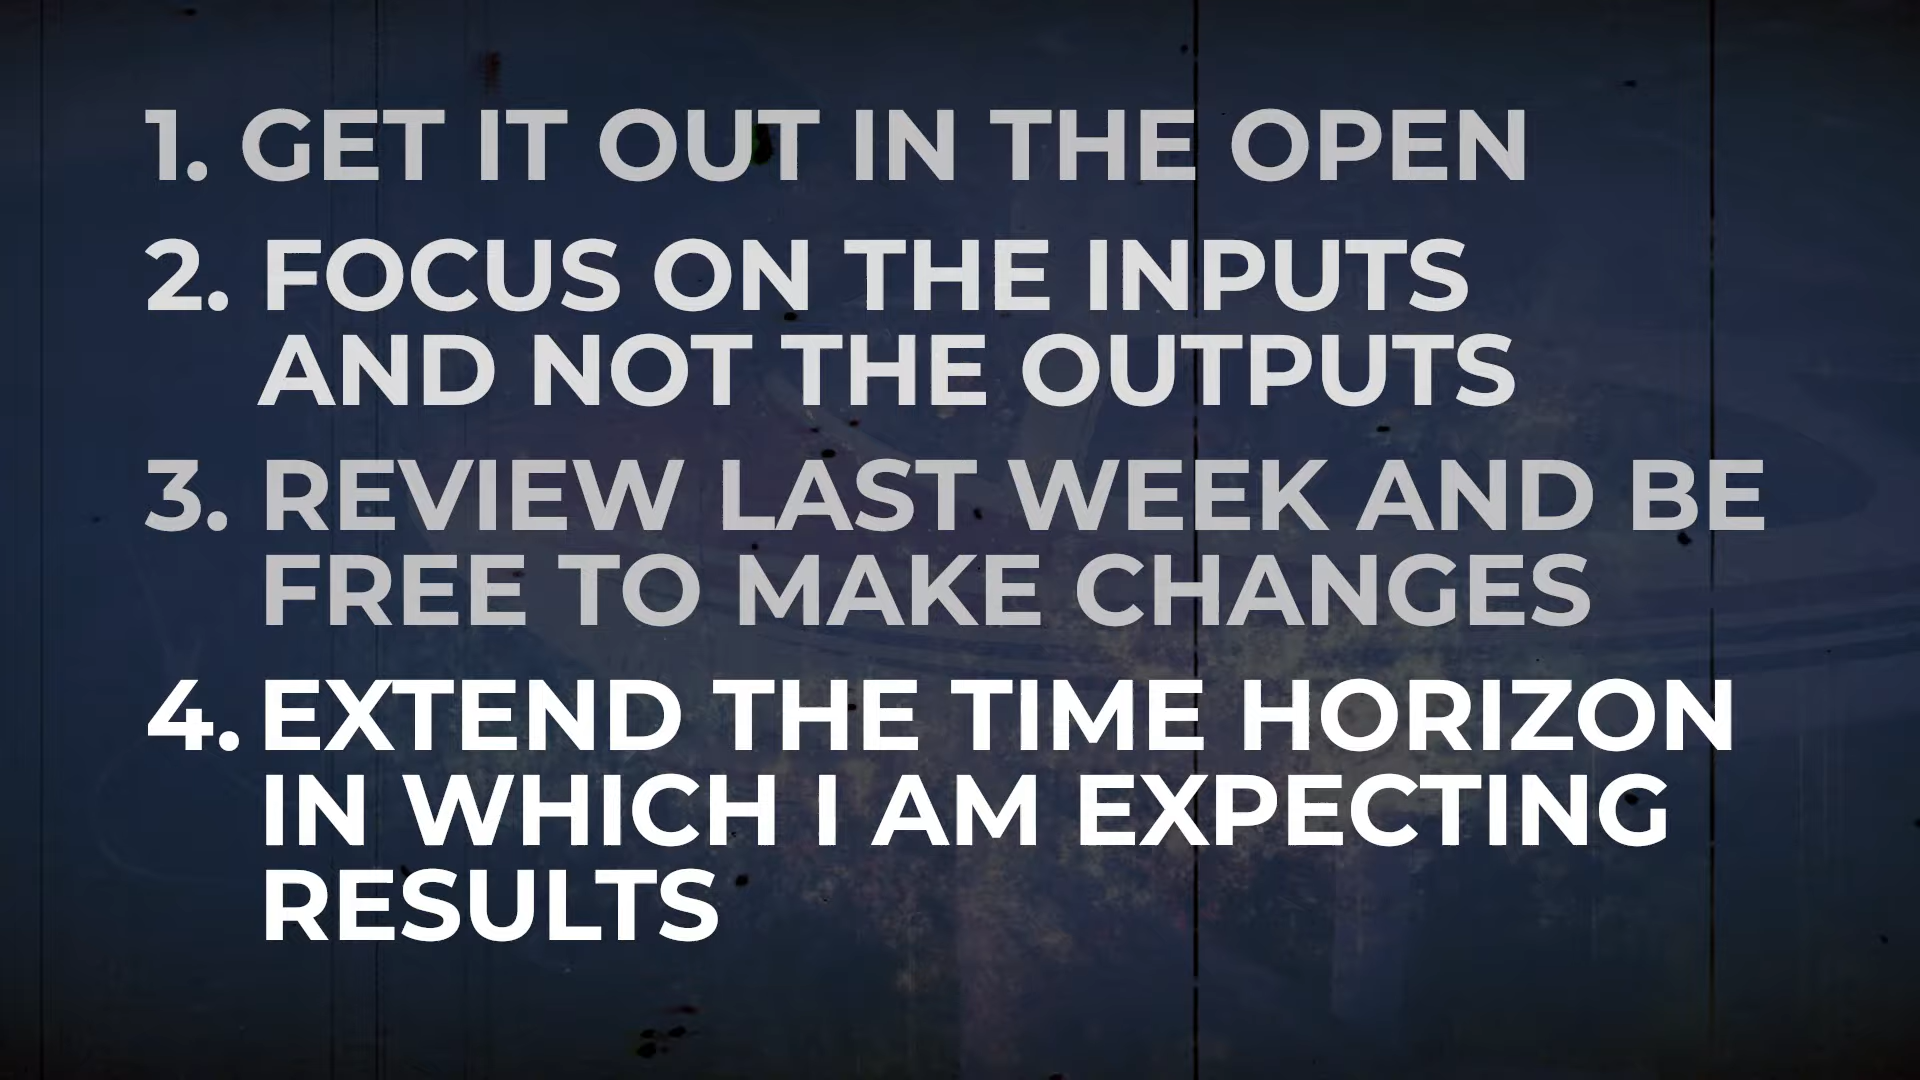 1. GET IT OUT IN THE OPEN
2. FOCUS ON THE INPUTS
AND NOT THE OUTPUTS
3. REVIEW LAST WEEK AND BE
FREE TO MAKE CHANGES
4. EXTEND THE TIME HORIZON
IN WHICH I AM EXPECTING
RESULTS